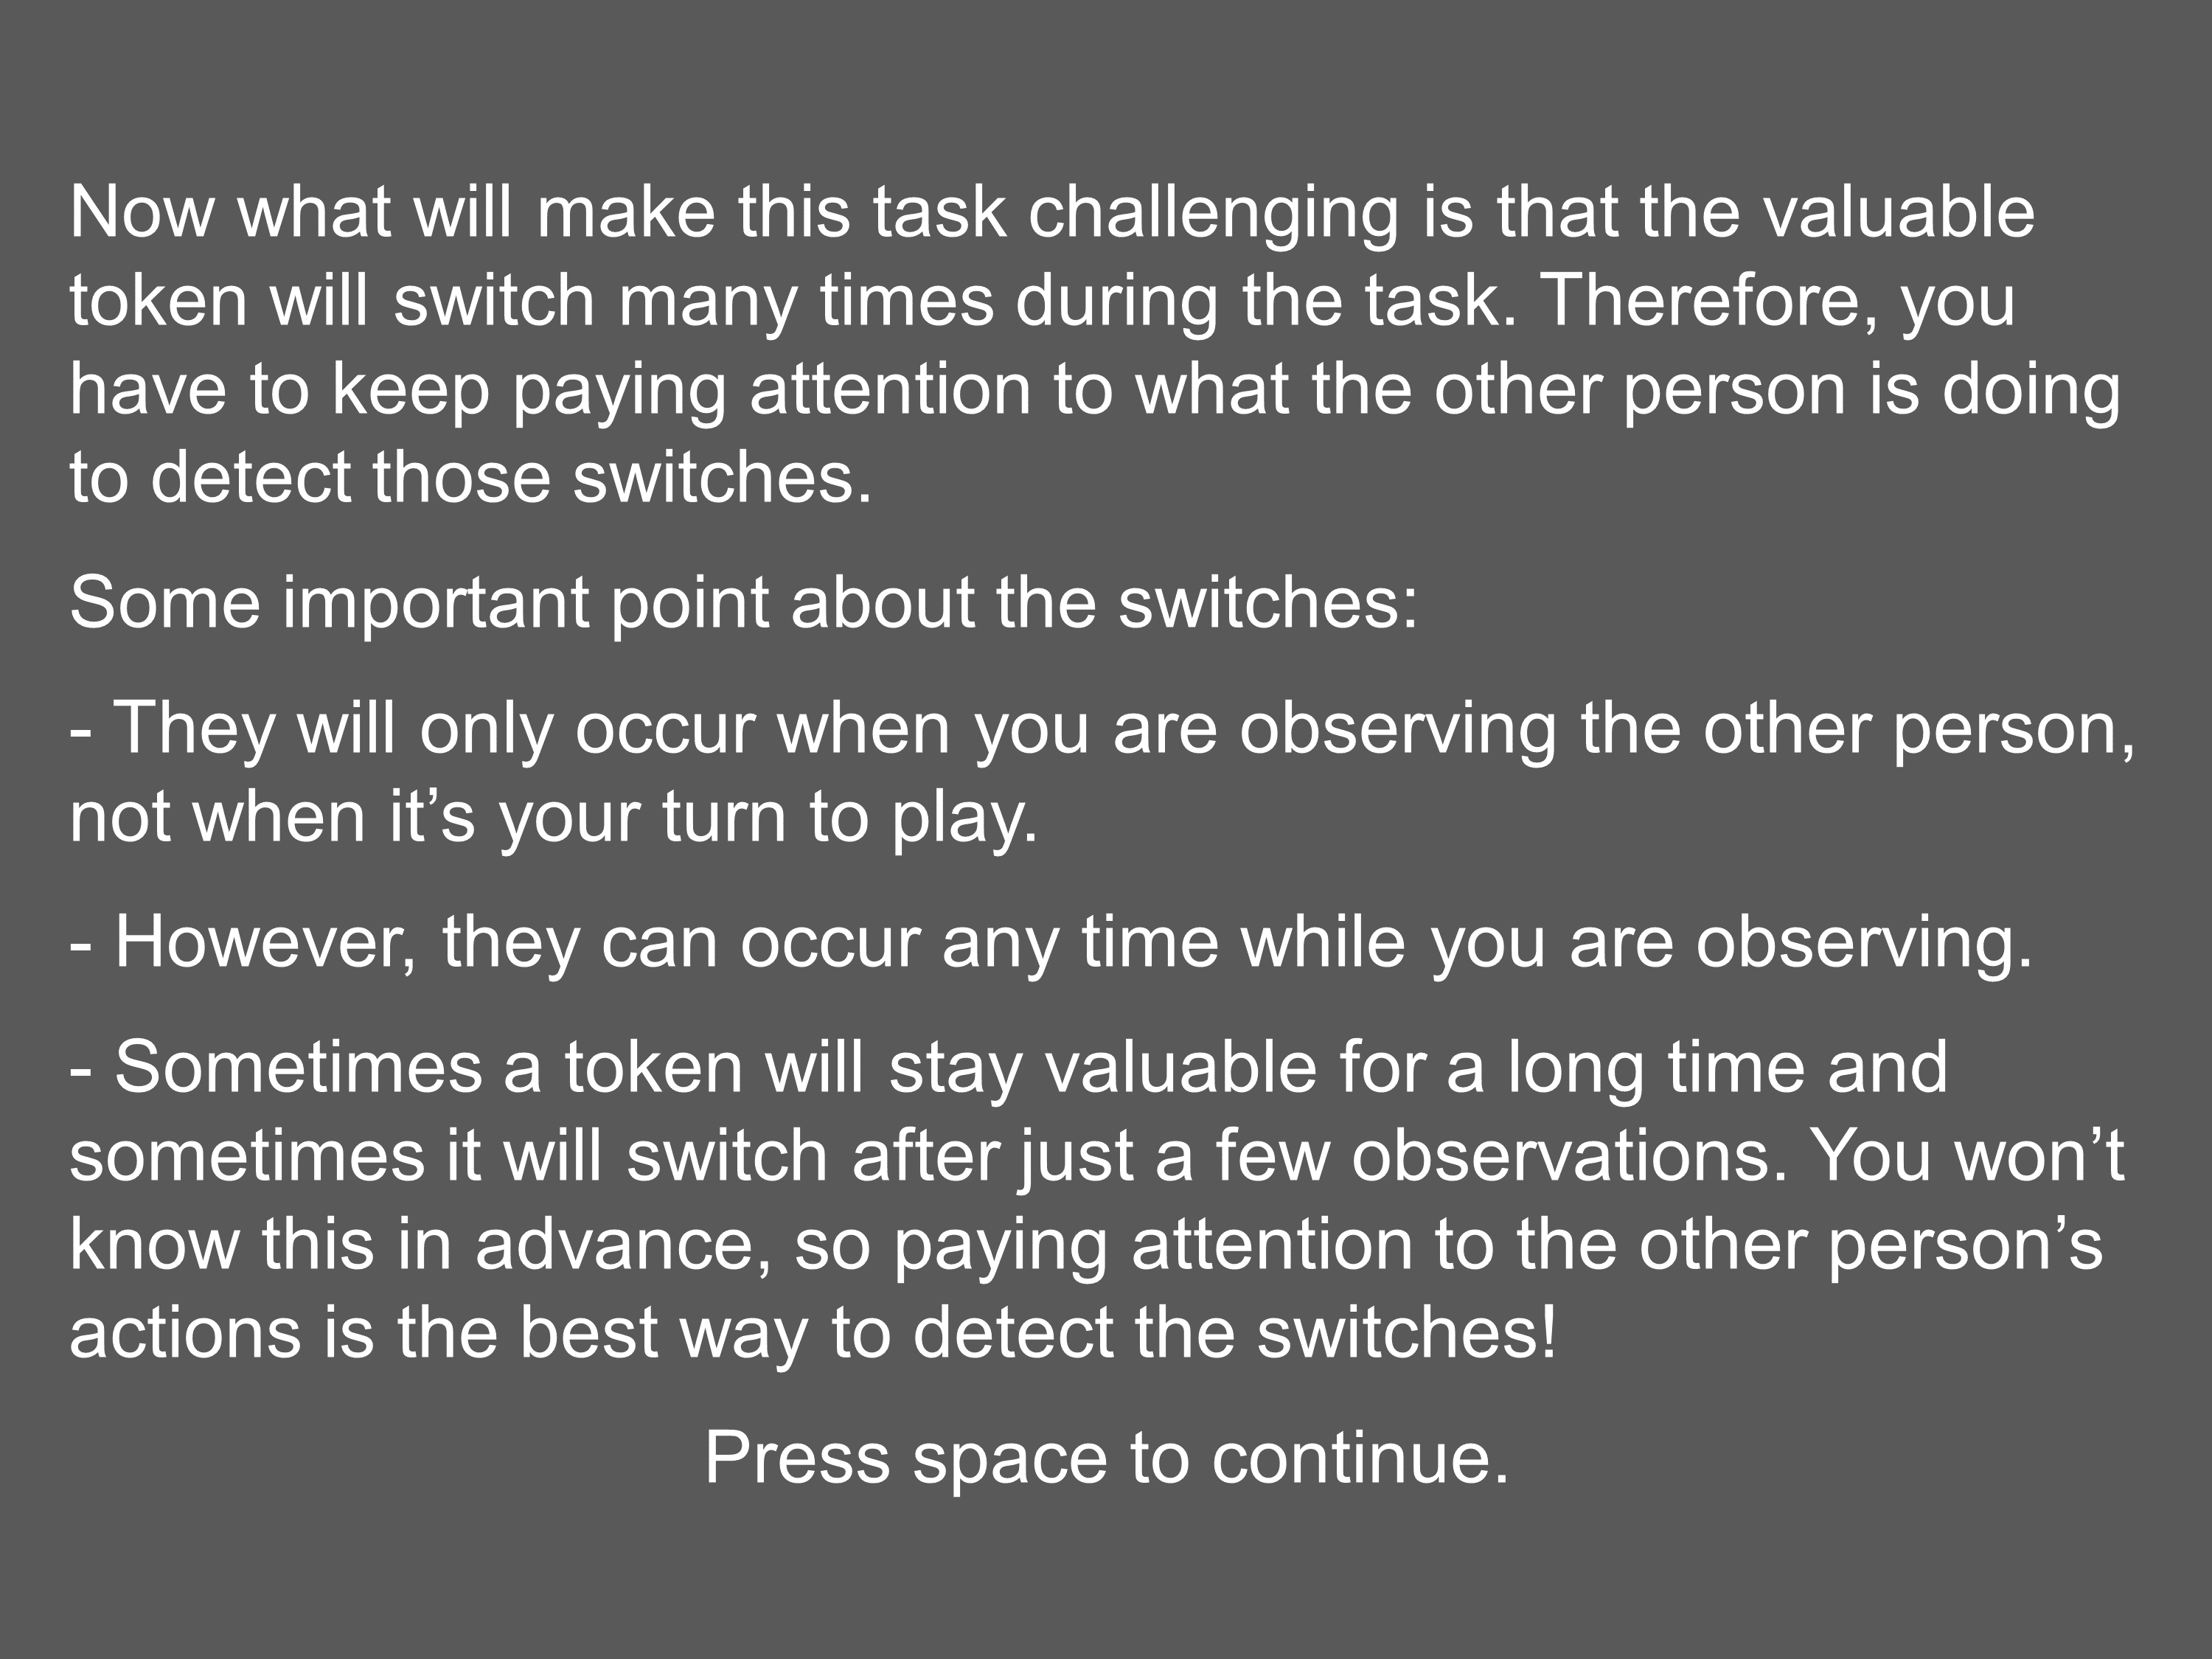 Now what will make this task challenging is that the valuable
token will switch many times during the task. Therefore, you
have to keep paying attention to what the other person is doing
to detect those switches.
Some important point about the switches:
- They will only occur when you are observing the other person,
not when it’s your turn to play.
- However, they can occur any time while you are observing.
- Sometimes a token will stay valuable for a long time and
sometimes it will switch after just a few observations. You won’t
know this in advance, so paying attention to the other person’s
actions is the best way to detect the switches!
Press space to continue.